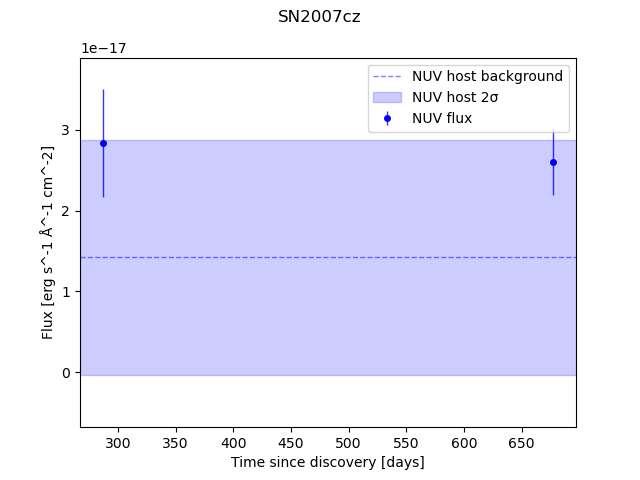 SN2007cz
1e−17
NUV host background
NUV host 2σ
NUV flux
3
2
1
0
Flux [erg s^-1 Å^-1 cm^-2]
300 350 400 450 500 550 600 650
Time since discovery [days]